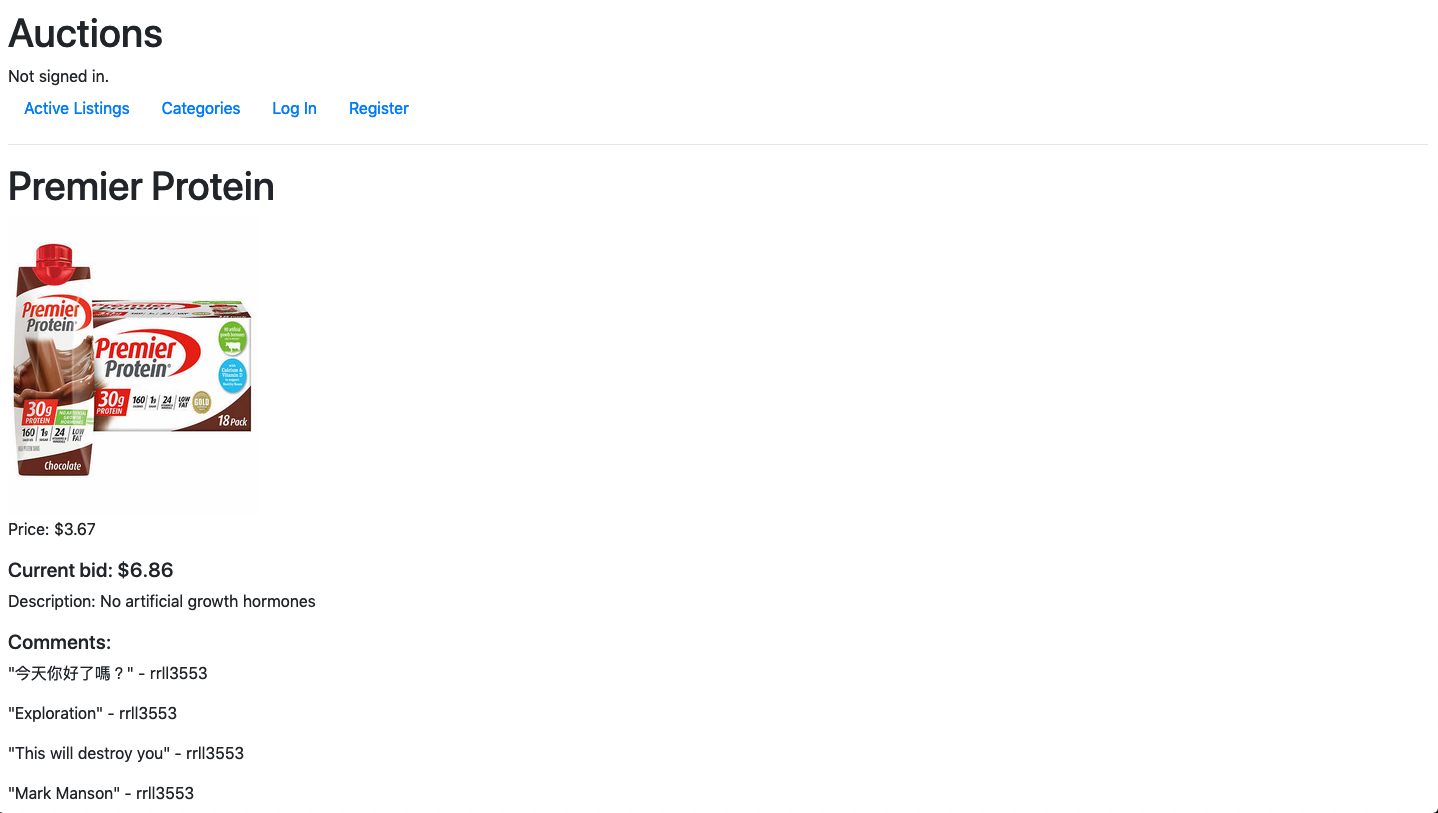 Auctions
Not signed in.
Active Listings Categories Log In Register
Premier Protein
Premier
Protein
30g
PROTEIN
160 1g 24 LOW FAT
Chocolate
Premier
Protein
Premier
Protein®
30g
PROTEIN
160 1g 24 LOW FAT
GOLD
18 Pack
Price: $3.67
Current bid: $6.86
Description: No artificial growth hormones
Comments:
"今天你好了嗎？" - rrll3553
"Exploration" - rrll3553
"This will destroy you" - rrll3553
"Mark Manson" - rrll3553